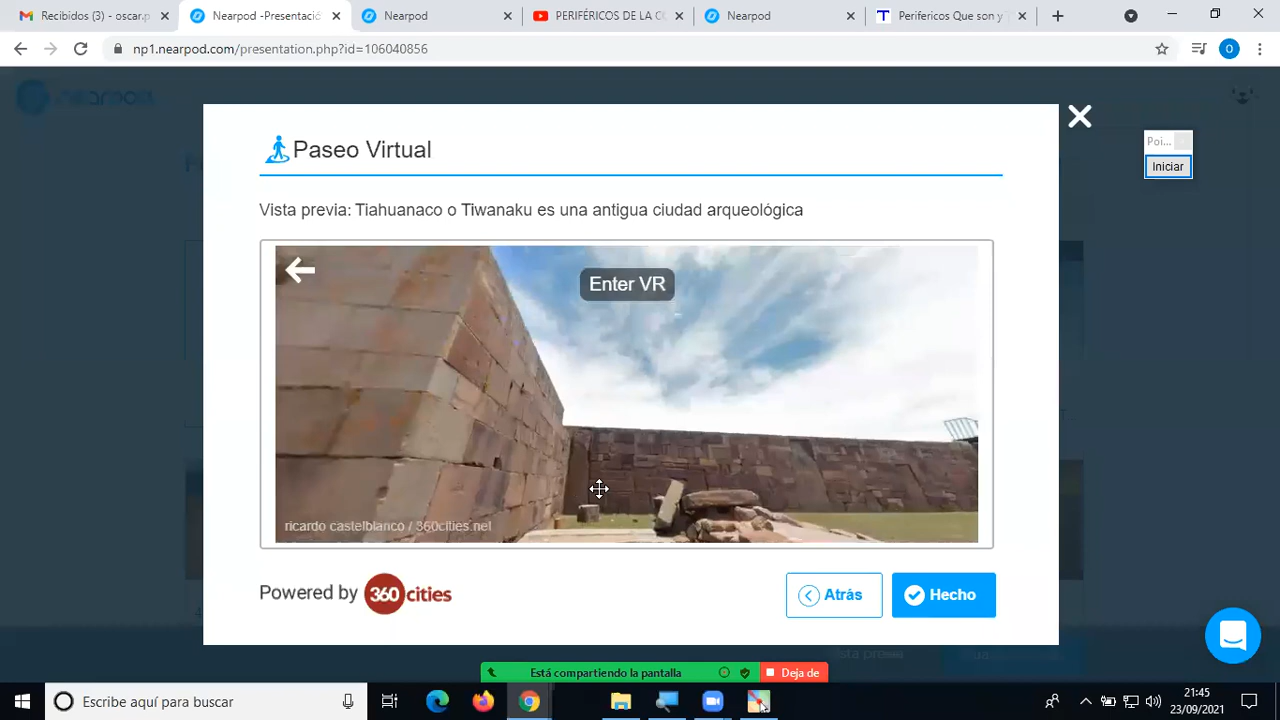 Recibidos (3) - oscar.p
Nearpod -Presentació
Nearpod
PERIFÉRICOS DE LA CO
Nearpod
Perifericos Que son y
np1.nearpod.com/presentation.php?id=106040856
Paseo Virtual
Poi...
Iniciar
Vista previa: Tiahuanaco o Tiwanaku es una antigua ciudad arqueológica
Enter VR
ricardo castelblanco / 360cities.net
Powered by 360 cities
Atrás
Hecho
Está compartiendo la pantalla
Deja de
Escribe aquí para buscar
21:45
23/09/2021